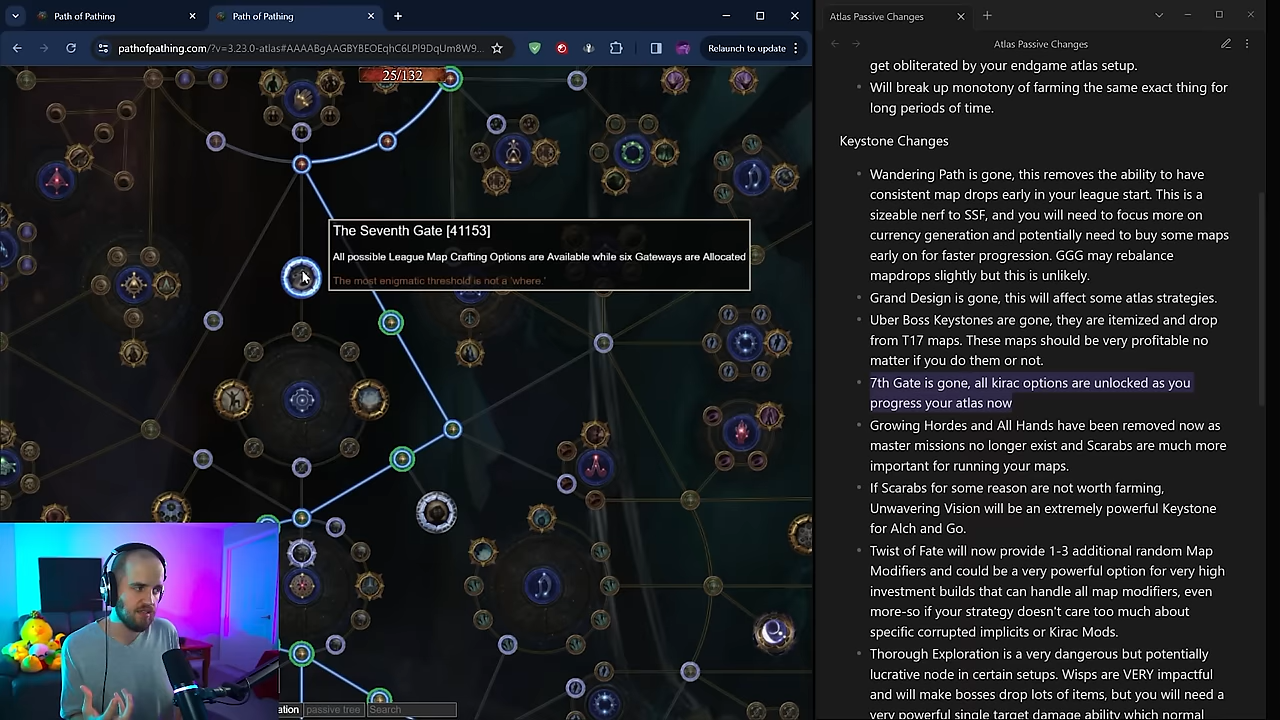 Path of Pathing
Path of Pathing
pathofpathing.com/?v=3.23.0-atlas#AAAABgAAGBYBEOEqhC6LPl9DqUm8W9...
Relaunch to update
25/132
The Seventh Gate [41153]
All possible League Map Crafting Options are Available while six Gateways are Allocated
The most enigmatic threshold is not a 'where.'
passive tree
Search
Atlas Passive Changes
Atlas Passive Changes
get obliterated by your endgame atlas setup.
Will break up monotony of farming the same exact thing for
long periods of time.
Keystone Changes
Wandering Path is gone, this removes the ability to have
consistent map drops early in your league start. This is a
sizeable nerf to SSF, and you will need to focus more on
currency generation and potentially need to buy some maps
early on for faster progression. GGG may rebalance
mapdrops slightly but this is unlikely.
Grand Design is gone, this will affect some atlas strategies.
Uber Boss Keystones are gone, they are itemized and drop
from T17 maps. These maps should be very profitable no
matter if you do them or not.
7th Gate is gone, all kirac options are unlocked as you
progress your atlas now
Growing Hordes and All Hands have been removed now as
master missions no longer exist and Scarabs are much more
important for running your maps.
If Scarabs for some reason are not worth farming,
Unwavering Vision will be an extremely powerful Keystone
for Alch and Go.
Twist of Fate will now provide 1-3 additional random Map
Modifiers and could be a very powerful option for very high
investment builds that can handle all map modifiers, even
more-so if your strategy doesn't care too much about
specific corrupted implicits or Kirac Mods.
Thorough Exploration is a very dangerous but potentially
lucrative node in certain setups. Wisps are VERY impactful
and will make bosses drop lots of items, but you will need a
very powerful single target damage ability which normal